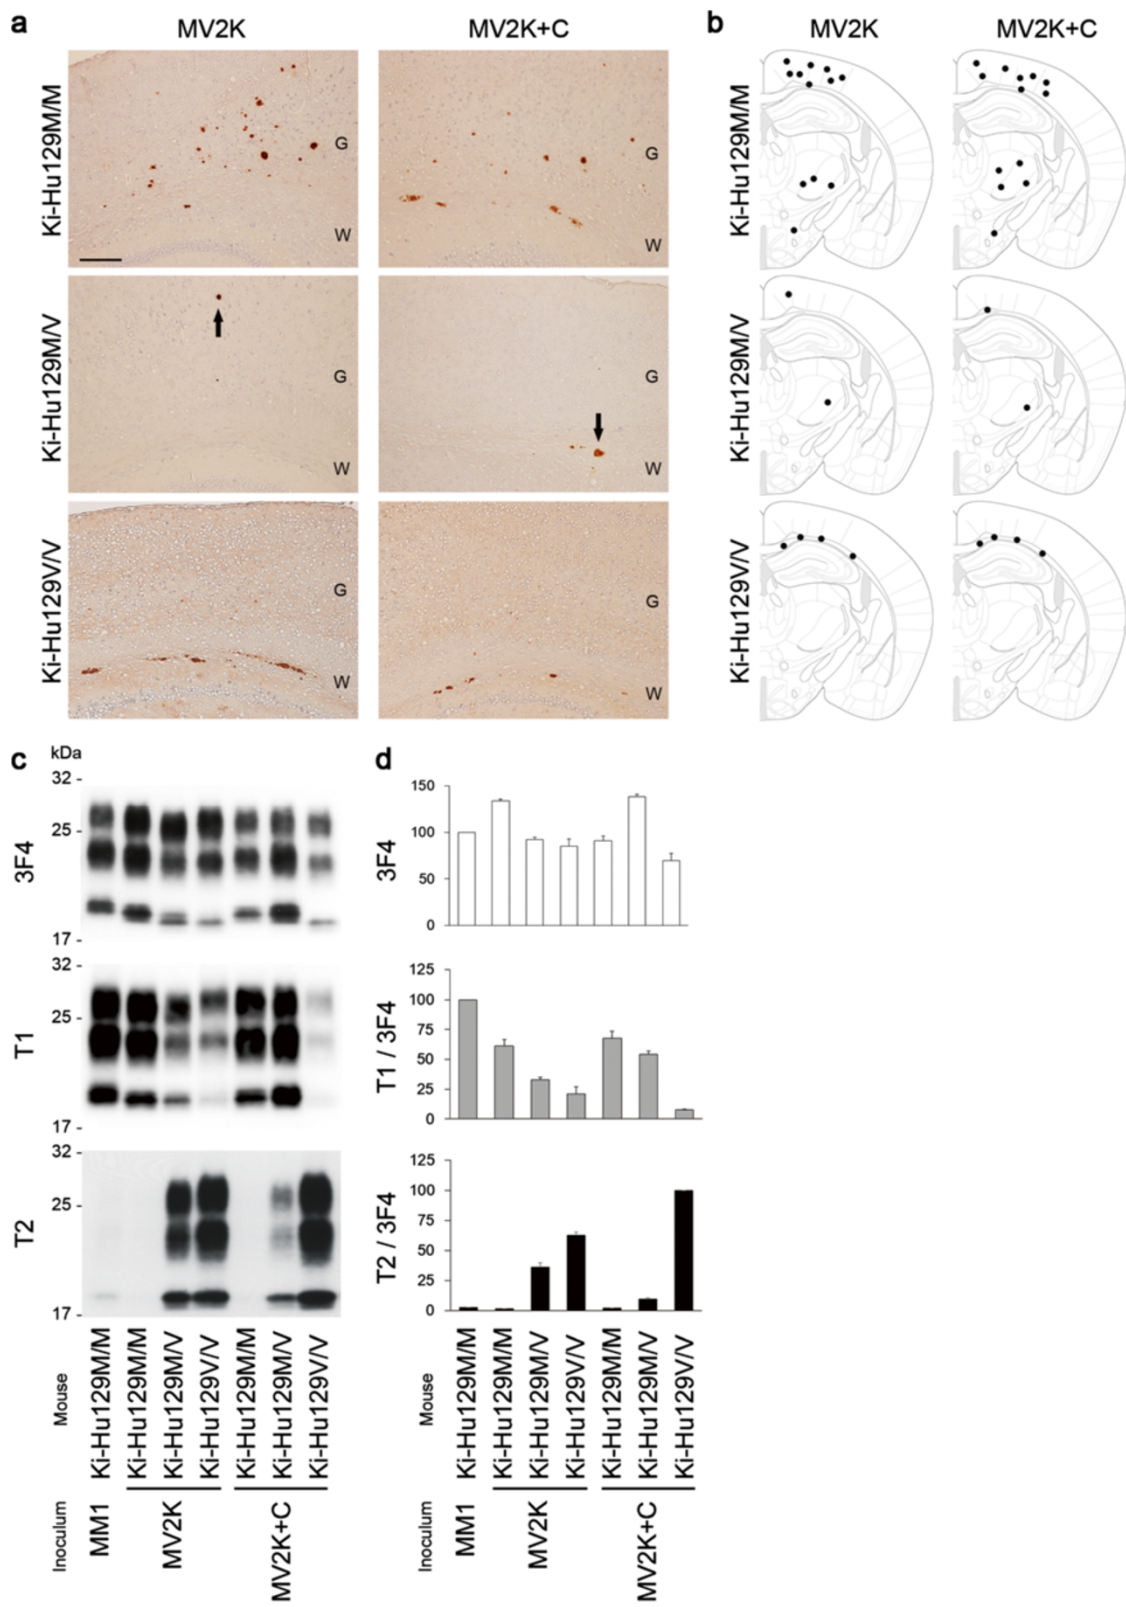 a
MV2K
MV2K+C
Ki-Hu129M/M
G
W
G
W
Ki-Hu129M/V
G
W
G
W
Ki-Hu129V/V
G
W
G
W
b
MV2K
MV2K+C
Ki-Hu129M/M
Ki-Hu129M/V
Ki-Hu129V/V
c
kDa
3F4
32 -
25 -
17 -
T1
32 -
25 -
17 -
T2
32 -
25 -
17 -
Mouse
Ki-Hu129M/M
Ki-Hu129M/M
Ki-Hu129M/V
Ki-Hu129V/V
Ki-Hu129M/M
Ki-Hu129M/V
Ki-Hu129V/V
Inoculum
MM1
MV2K
MV2K+C
d
3F4
150
100
50
0
T1 / 3F4
125
100
75
50
25
0
T2 / 3F4
125
100
75
50
25
0
Mouse
Ki-Hu129M/M
Ki-Hu129M/M
Ki-Hu129M/V
Ki-Hu129V/V
Ki-Hu129M/M
Ki-Hu129M/V
Ki-Hu129V/V
Inoculum
MM1
MV2K
MV2K+C